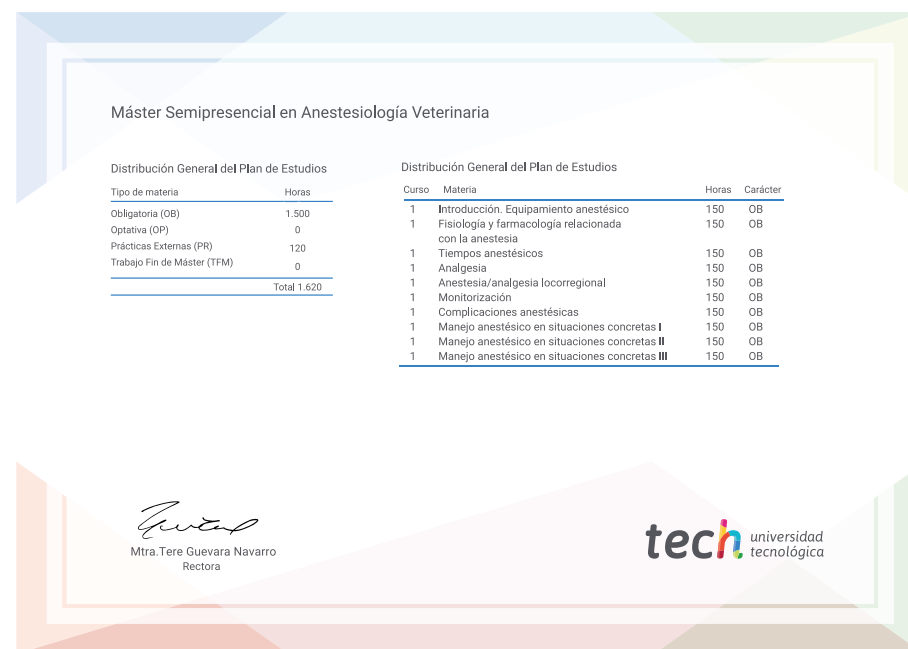 Máster Semipresencial en Anestesiología Veterinaria
Distribución General del Plan de Estudios
Tipo de materia Horas
Obligatoria (OB) 1.500
Optativa (OP) 0
Prácticas Externas (PR) 120
Trabajo Fin de Máster (TFM) 0
Total 1.620
Distribución General del Plan de Estudios
Curso Materia Horas Carácter
1 Introducción. Equipamiento anestésico 150 OB
1 Fisiología y farmacología relacionada 150 OB
con la anestesia
1 Tiempos anestésicos 150 OB
1 Analgesia 150 OB
1 Anestesia/analgesia locorregional 150 OB
1 Monitorización 150 OB
1 Complicaciones anestésicas 150 OB
1 Manejo anestésico en situaciones concretas I 150 OB
1 Manejo anestésico en situaciones concretas II 150 OB
1 Manejo anestésico en situaciones concretas III 150 OB
Mtra.Tere Guevara Navarro
Rectora
tech universidad
tecnológica